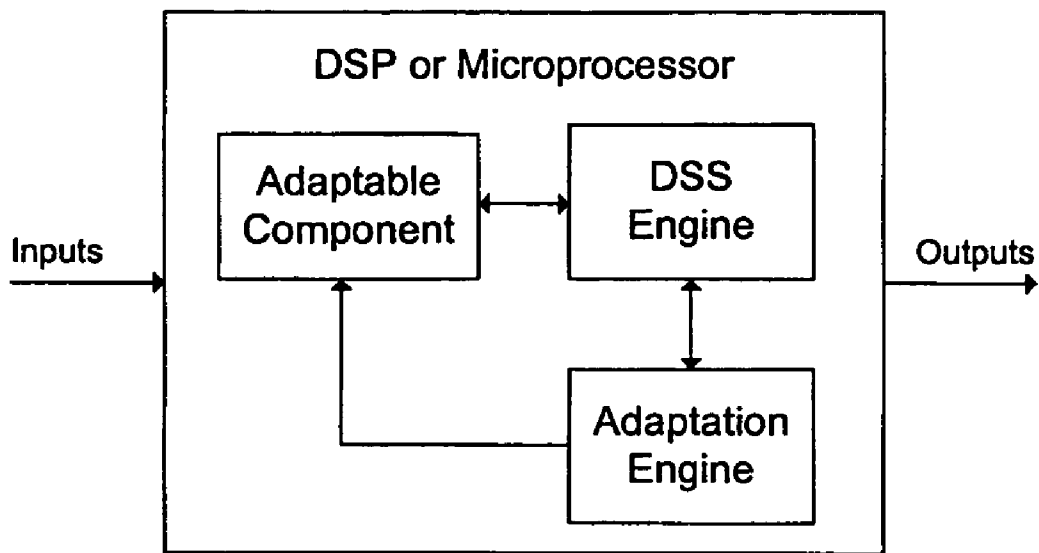 DSP or Microprocessor
Adaptable
Component
DSS
Engine
Inputs
Outputs
Adaptation
Engine